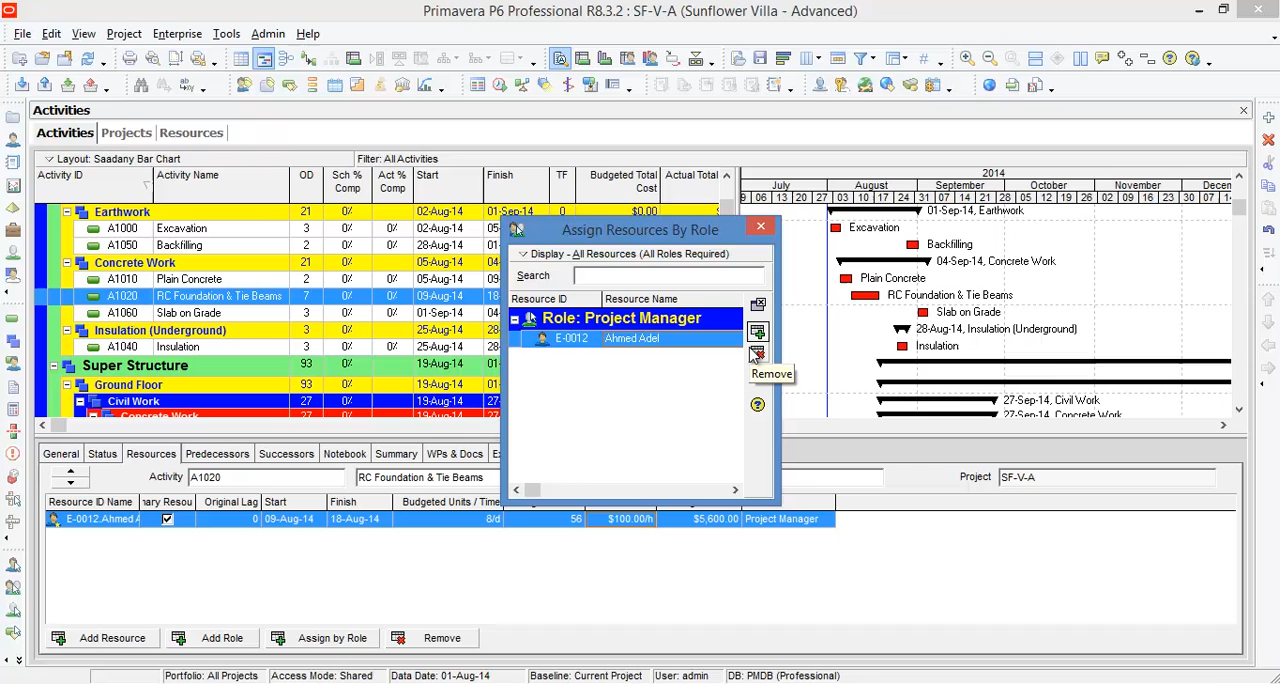 Primavera P6 Professional R8.3.2 : SF-V-A (Sunflower Villa - Advanced)
File Edit View Project Enterprise Tools Admin Help
Activities
Activities Projects Resources
Layout: Saadany Bar Chart Filter: All Activities
Activity ID Activity Name OD Sch % Comp Act % Comp Start Finish TF Budgeted Total Cost Actual Total
2014
July August September October November Decen
06 13 20 27 03 10 17 24 31 07 14 21 28 05 12 19 26 02 09 16 23 30 07
Earthwork 21 0% 02-Aug-14 01-Sep-14 0 $0.00 01-Sep-14, Earthwork
A1000 Excavation 3 0% 0% 02-Aug-14 Excavation
A1050 Backfilling 2 0% 0% 28-Aug-14 Backfilling
Concrete Work 21 0% 05-Aug-14 04-Sep-14, Concrete Work
A1010 Plain Concrete 2 0% 0% 05-Aug-14 Plain Concrete
A1020 RC Foundation & Tie Beams 7 0% 0% 09-Aug-14 18- RC Foundation & Tie Beams
A1060 Slab on Grade 2 0% 0% 01-Sep-14 Slab on Grade
Insulation (Underground) 3 0% 25-Aug-14 28-Aug-14, Insulation (Underground)
A1040 Insulation 3 0% 0% 25-Aug-14 Insulation
Super Structure 93 0% 19-Aug-14
Ground Floor 93 0% 19-Aug-14
Civil Work 27 0% 19-Aug-14 27-Sep-14, Civil Work
Concrete Work 27 0% 19-Aug-14 27-Sep-14, Concrete Work
Assign Resources By Role
Display - All Resources (All Roles Required)
Search
Resource ID Resource Name
Role: Project Manager
E-0012 Ahmed Adel
Remove
General Status Resources Predecessors Successors Notebook Summary WPs & Docs
Activity A1020 RC Foundation & Tie Beams Project SF-V-A
Resource ID Name Original Lag Start Finish Budgeted Units / Time
E-0012.Ahmed 0 09-Aug-14 18-Aug-14 8/d 56 $100.00/h $5,600.00 Project Manager
Add Resource Add Role Assign by Role Remove
Portfolio: All Projects Access Mode: Shared Data Date: 01-Aug-14 Baseline: Current Project User: admin DB: PMDB (Professional)